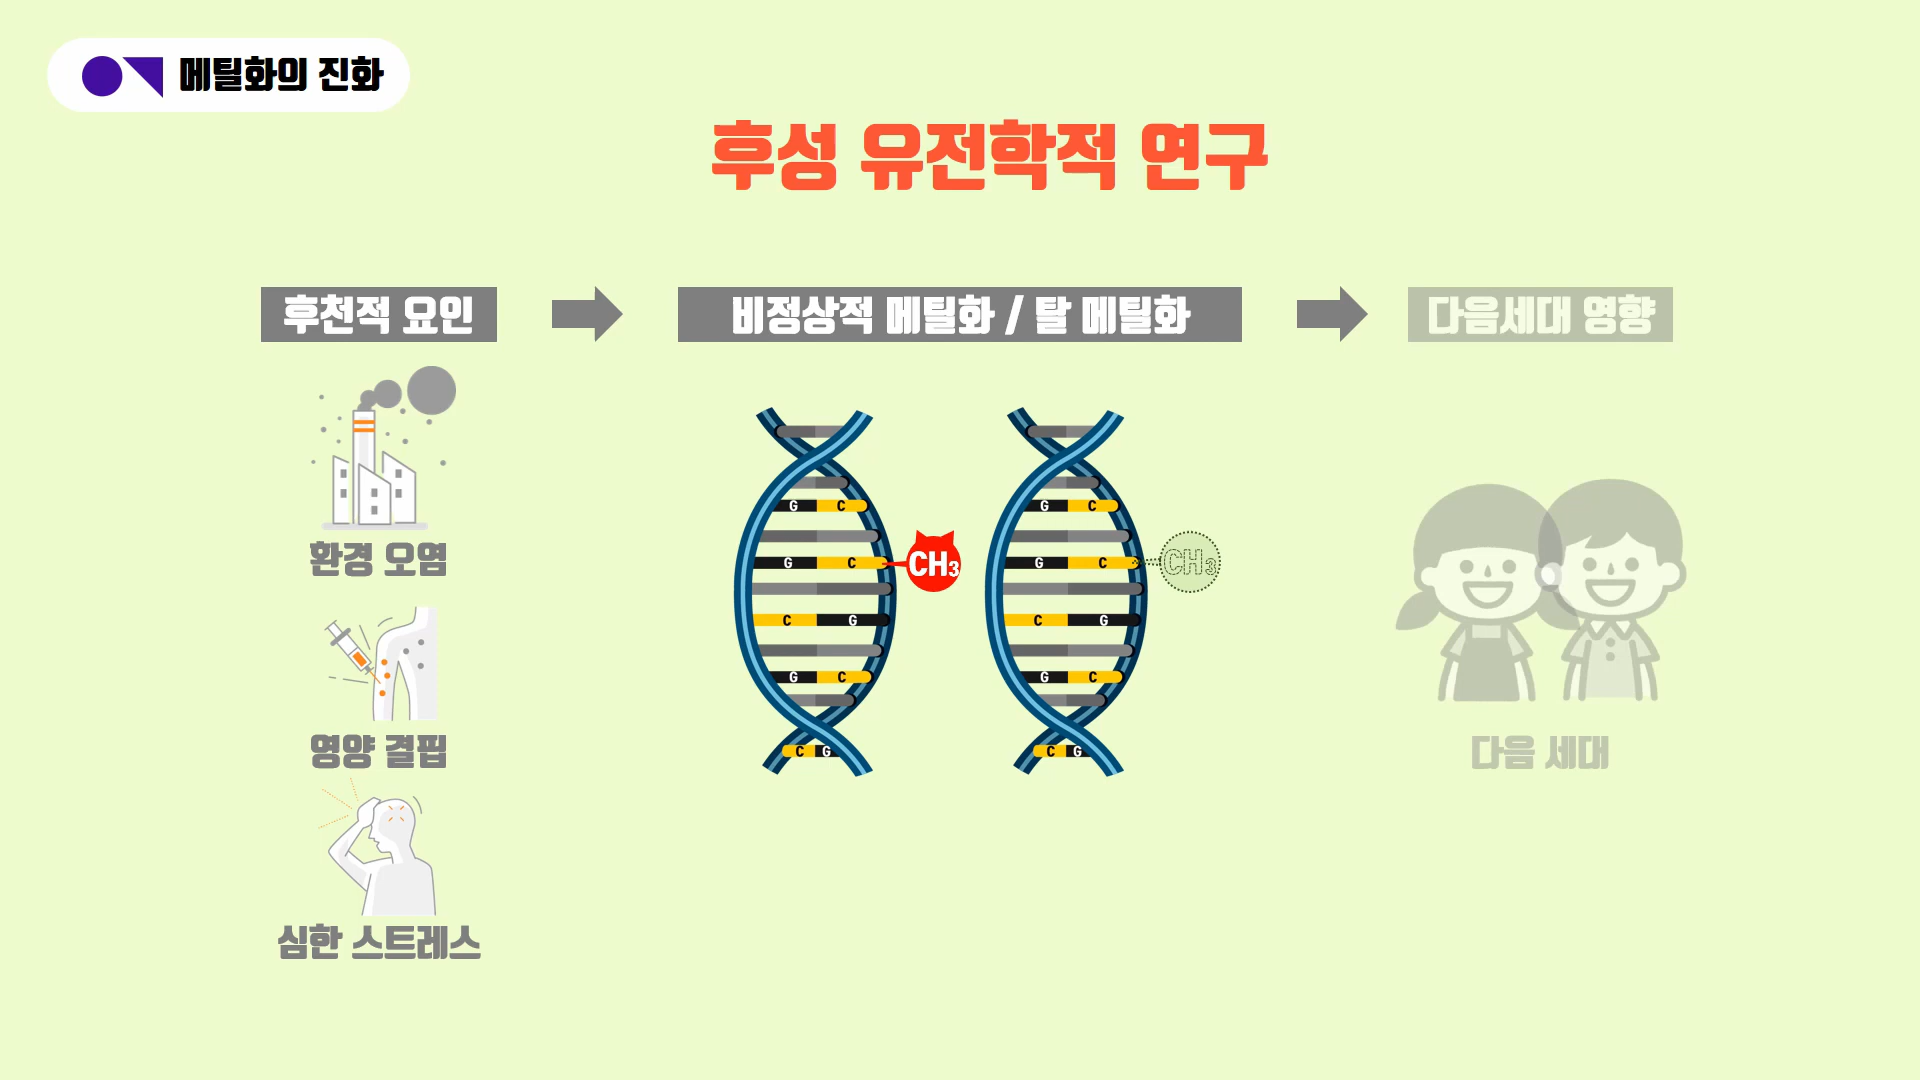 메틸화의 진화
후성 유전학적 연구
후천적 요인
비정상적 메틸화 / 탈 메틸화
다음세대 영향
환경 오염
영양 결핍
심한 스트레스
G C
G C
CH3
C G
G C
C G
G C
G C
CH3
C G
G C
C G
다음 세대